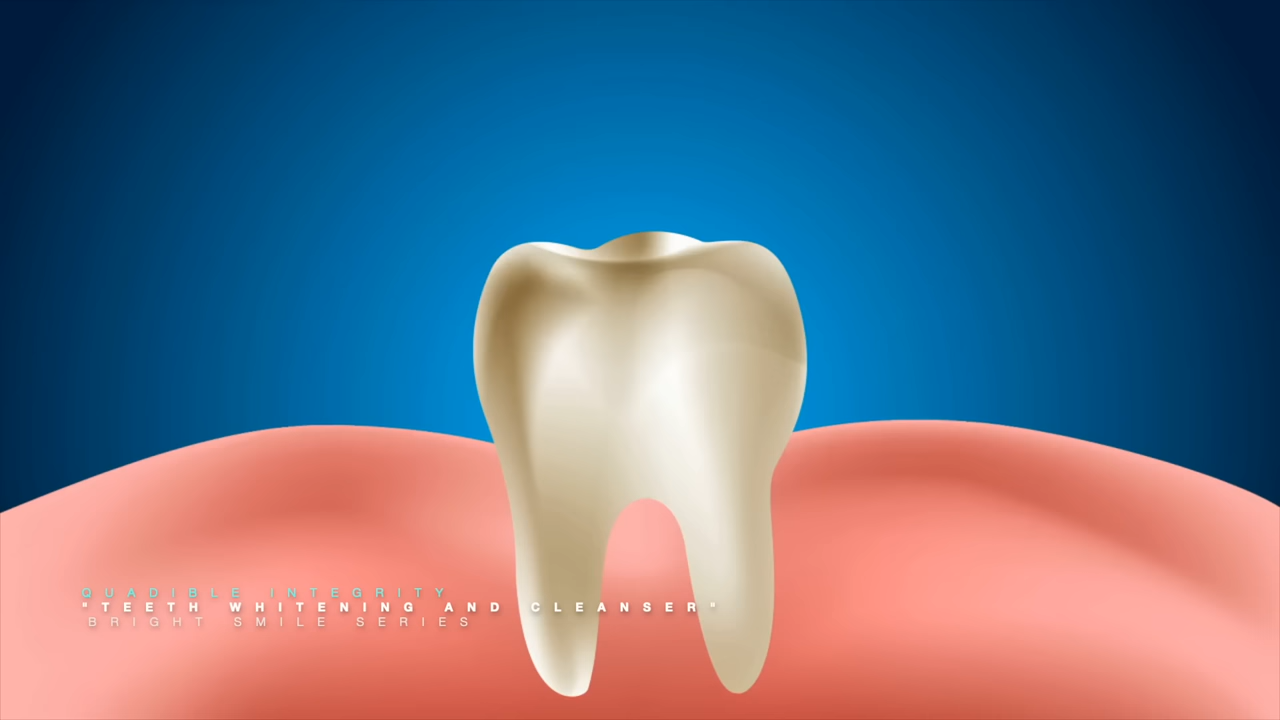 QUADIBLE INTEGRITY
"TEETH WHITENING AND CLEANSER"
BRIGHT SMILE SERIES